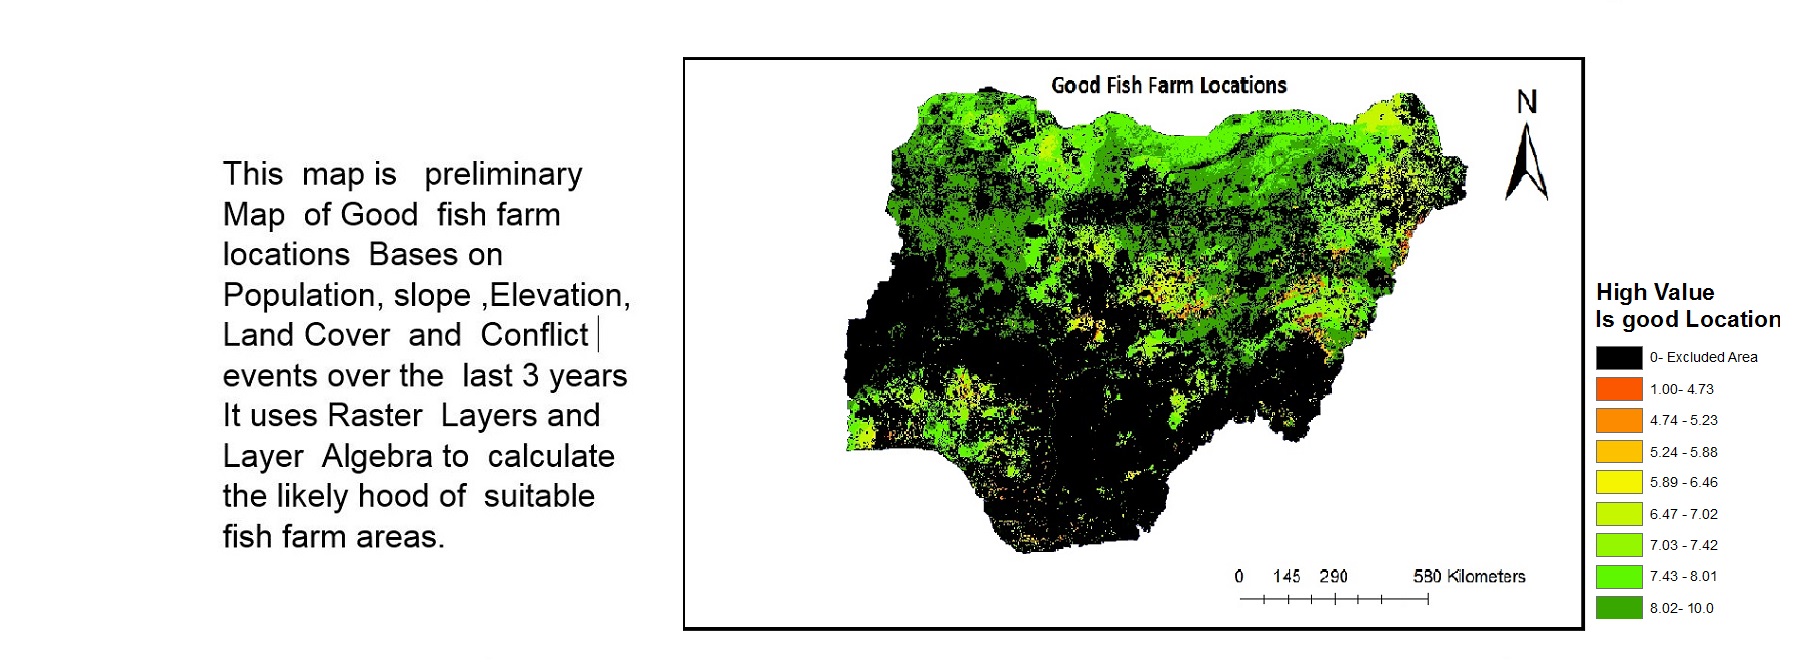 This map is preliminary
Map of Good fish farm
locations Bases on
Population, slope ,Elevation,
Land Cover and Conflict
events over the last 3 years
It uses Raster Layers and
Layer Algebra to calculate
the likely hood of suitable
fish farm areas.
Good Fish Farm Locations
N
0 145 290 580 Kilometers
High Value
Is good Location
0- Excluded Area
1.00- 4.73
4.74 - 5.23
5.24 - 5.88
5.89 - 6.46
6.47 - 7.02
7.03 - 7.42
7.43 - 8.01
8.02- 10.0